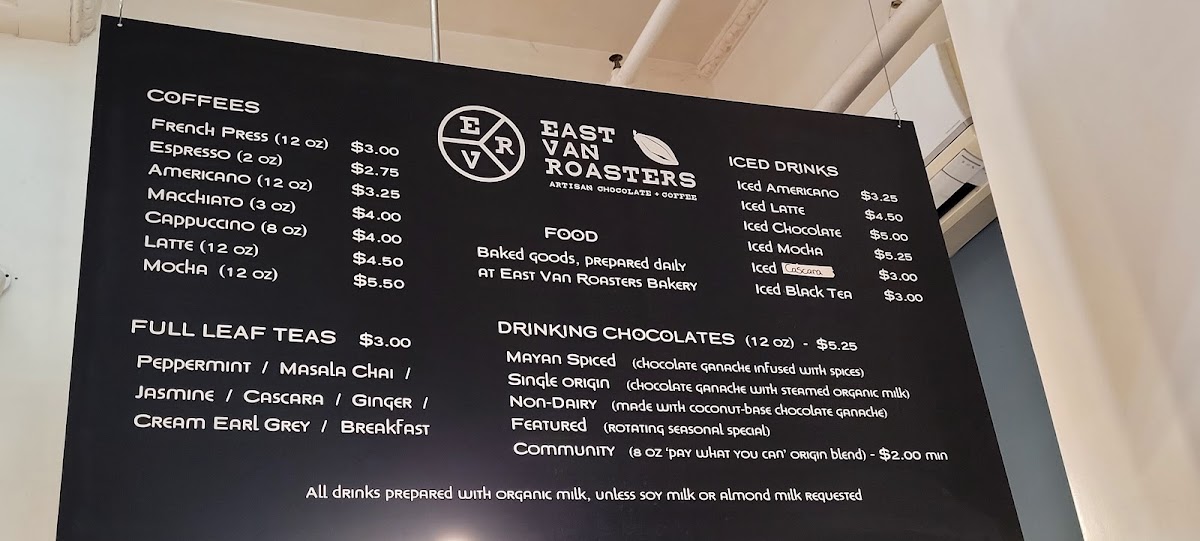 COFFEES
French Press (12 oz) $3.00
Espresso (2 oz) $2.75
Americano (12 oz) $3.25
Macchiato (3 oz) $4.00
Cappuccino (8 oz) $4.00
Latte (12 oz) $4.50
Mocha (12 oz) $5.50
FULL LEAF TEAS $3.00
Peppermint / Masala Chai /
Jasmine / Cascara / Ginger /
Cream Earl Grey / Breakfast
E R V
EAST
VAN
ROASTERS
ARTISAN CHOCOLATE + COFFEE
FOOD
Baked goods, prepared daily
at East Van Roasters Bakery
ICED DRINKS
Iced Americano $3.25
Iced Latte $4.50
Iced Chocolate $5.00
Iced Mocha $5.25
Iced Cascara $3.00
Iced Black Tea $3.00
DRINKING CHOCOLATES (12 oz) - $5.25
Mayan Spiced (chocolate ganache infused with spices)
Single origin (chocolate ganache with steamed organic milk)
Non-Dairy (made with coconut-base chocolate ganache)
Featured (rotating seasonal special)
Community (8 oz 'pay what you can' origin blend) - $2.00 min
All drinks prepared with organic milk, unless soy milk or almond milk requested